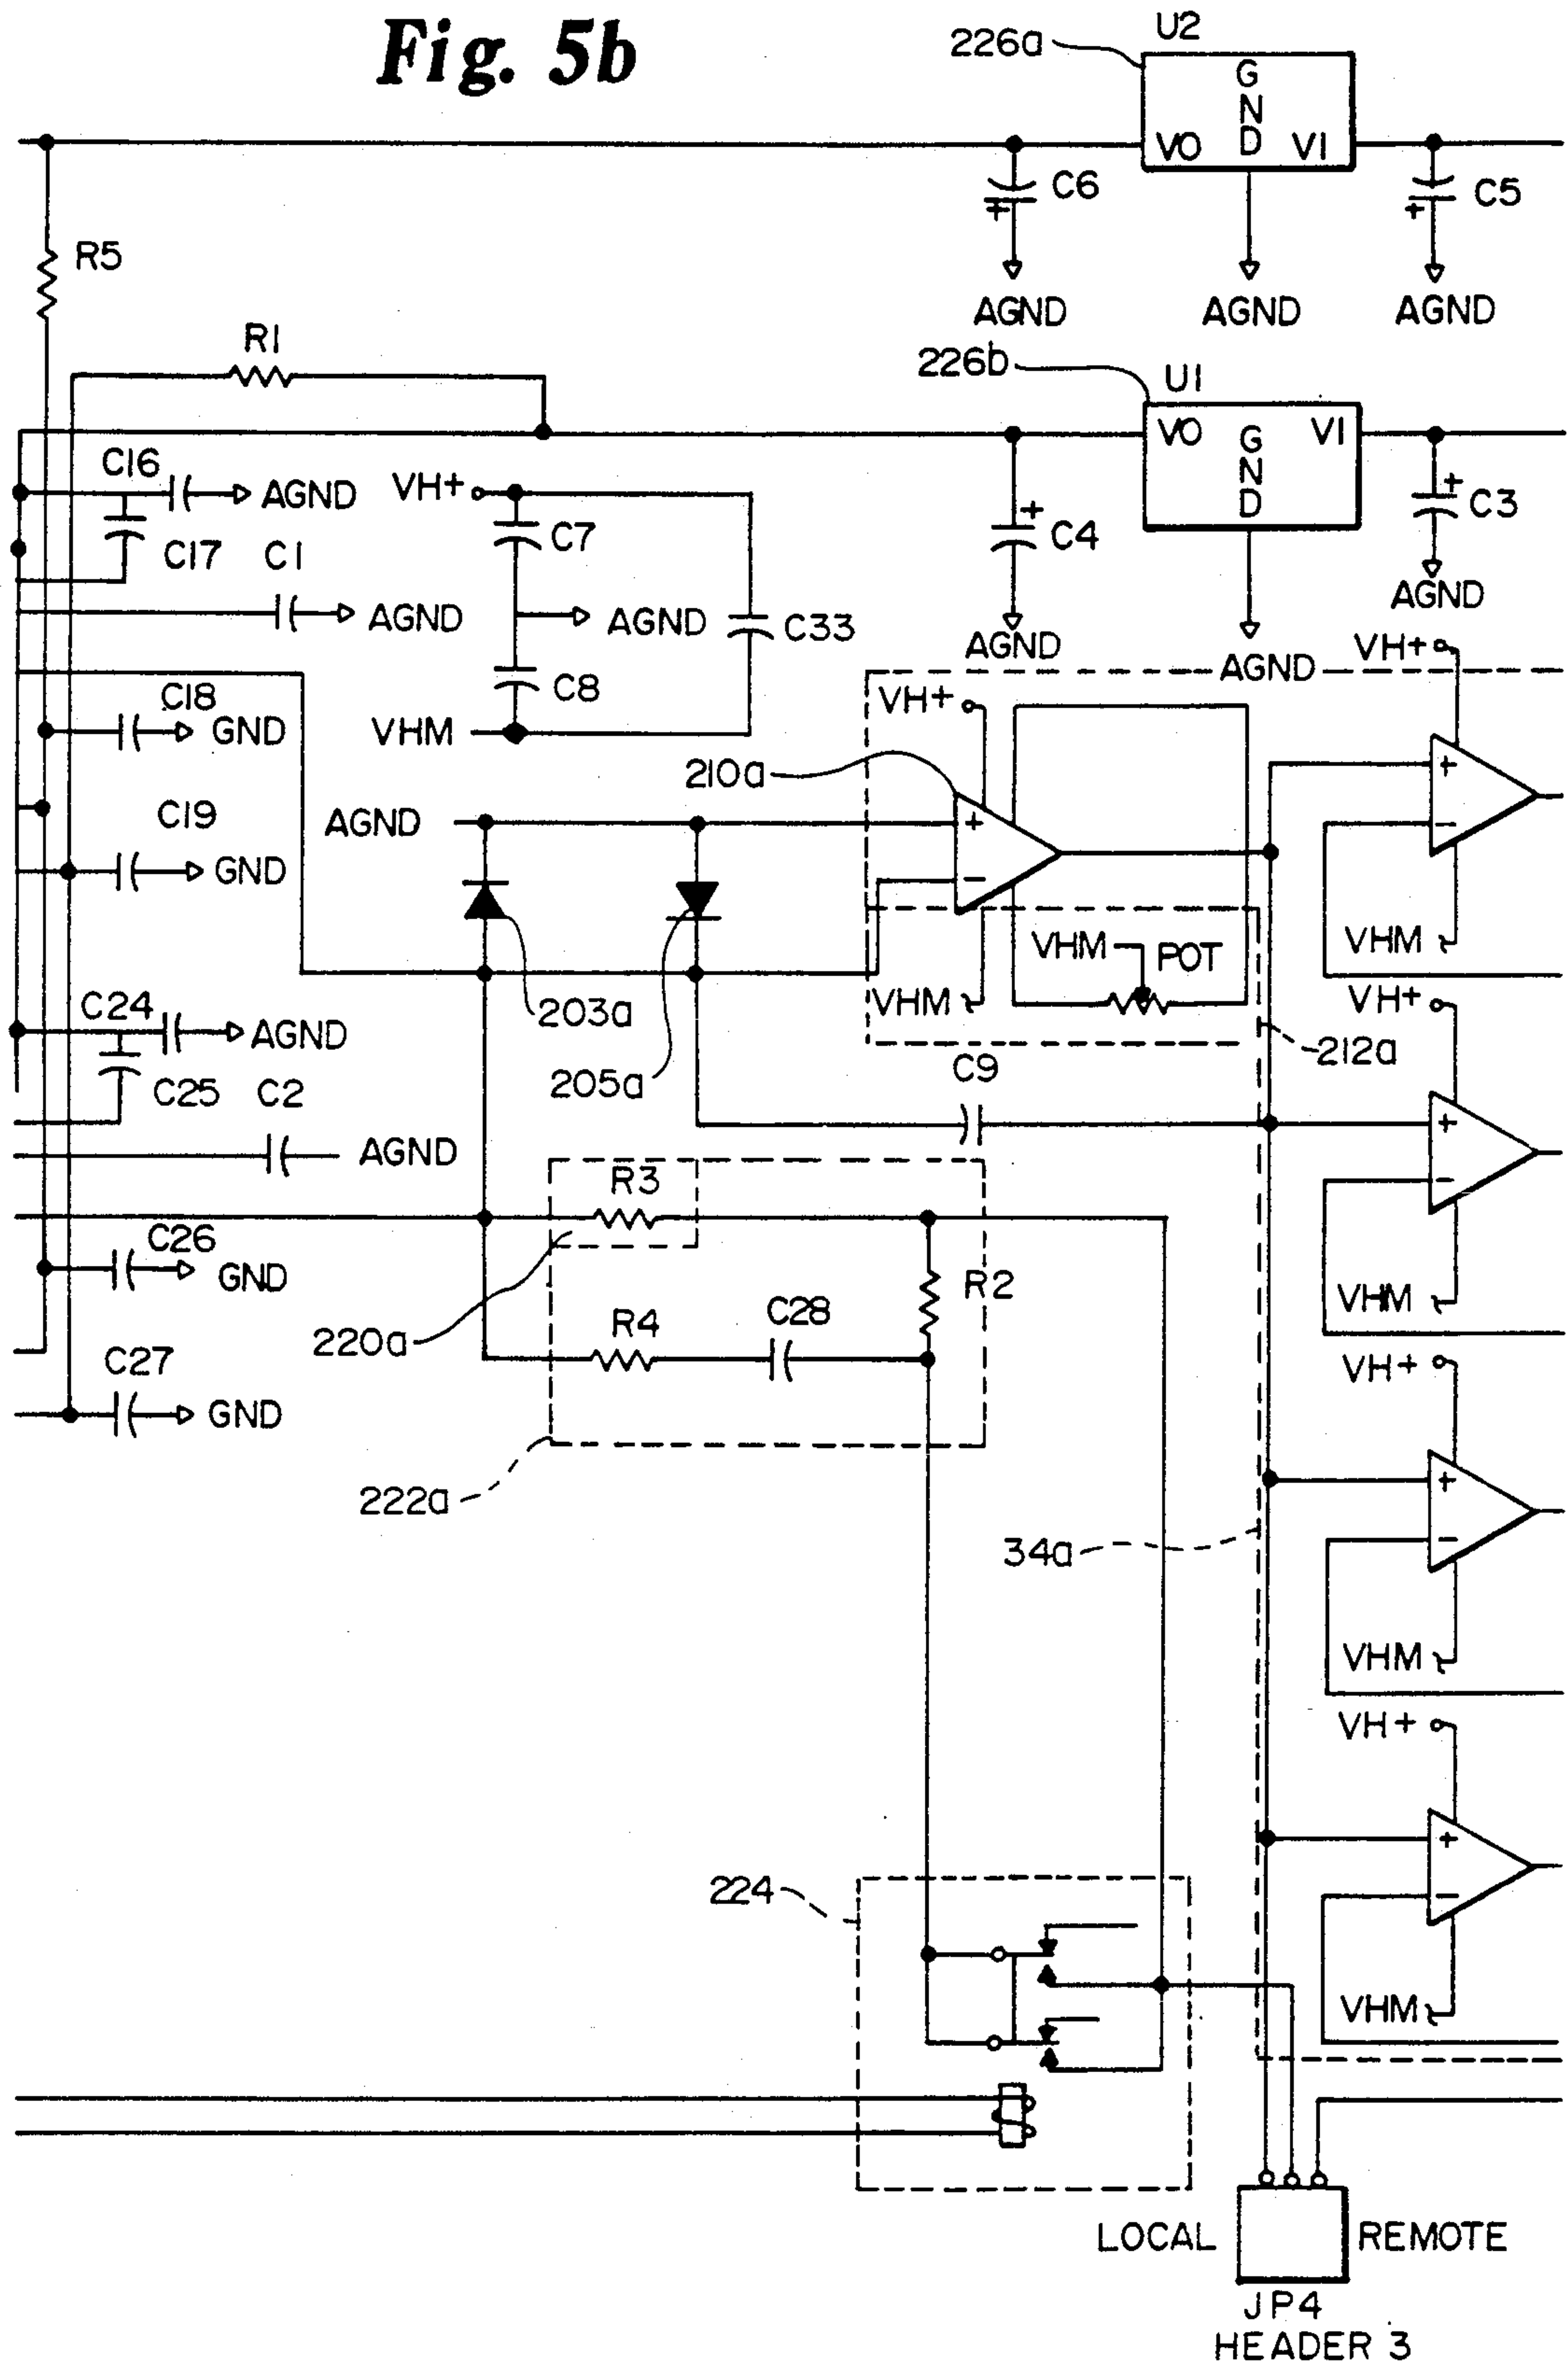 Fig. 5b
226a
U2
GND
VO
VI
C6
+
C5
+
R5
AGND
AGND
AGND
R1
226b
U1
VO
GND
VI
C16
AGND
VH+
C7
+
C4
+
C3
C17
C1
AGND
AGND
AGND
C33
AGND
VH+
AGND
C18
GND
C8
VHM
VH+
210a
+
-
C19
GND
AGND
+
-
VHM
VHM
POT
VHM
203a
VH+
C24
AGND
212a
205a
C9
C25
C2
AGND
+
-
R3
C26
GND
R2
VHM
R4
C28
220a
C27
GND
VH+
222a
+
-
34a
VHM
VH+
+
-
224
VHM
LOCAL
REMOTE
JP4
HEADER 3